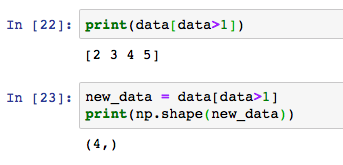 In [22]: print(data[data>1])
[2 3 4 5]
In [23]: new_data = data[data>1]
print(np.shape(new_data))
(4,)